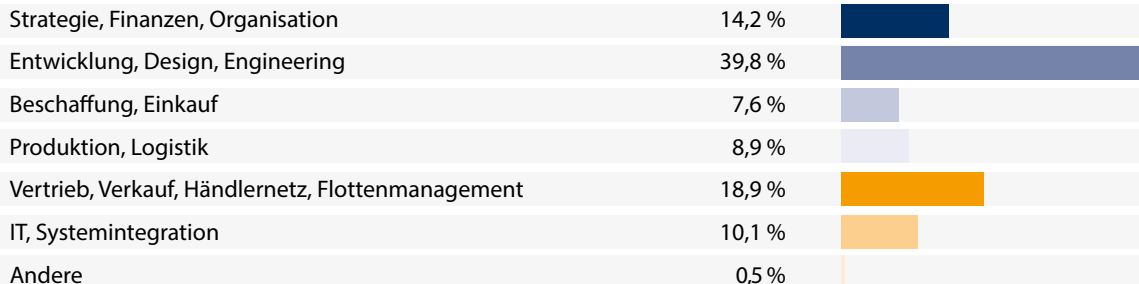 Strategie, Finanzen, Organisation 14,2 %
Entwicklung, Design, Engineering 39,8 %
Beschaffung, Einkauf 7,6 %
Produktion, Logistik 8,9 %
Vertrieb, Verkauf, Händlernetz, Flottenmanagement 18,9 %
IT, Systemintegration 10,1 %
Andere 0,5 %